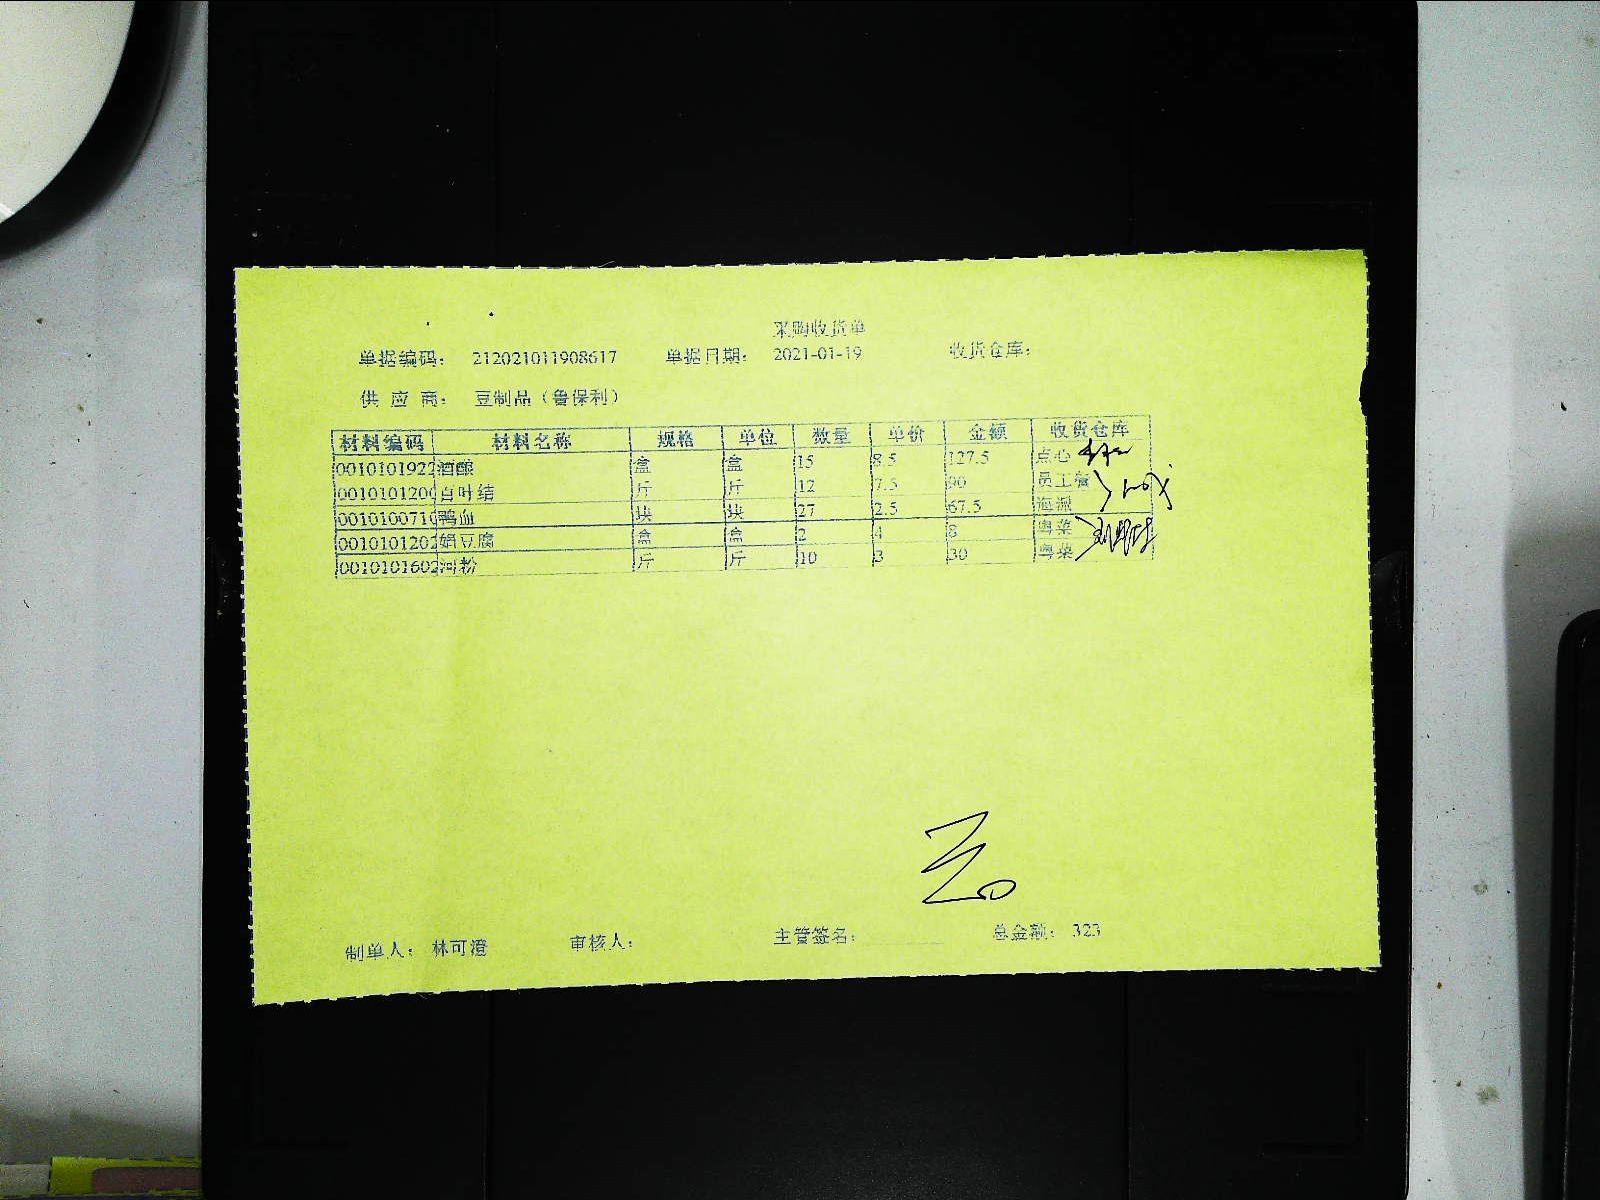 采购收货单
单据编码： 212021011908617 单据日期： 2021-01-19 收货仓库：
供 应 商： 豆制品（鲁保利）
材料编码 材料名称 规格 单位 数量 单价 金额 收货仓库
0010101922 酒酿 盒 盒 15 8.5 127.5 点心
0010101200 百叶结 斤 斤 12 7.5 90 员工餐
0010100710 鸭血 块 块 27 2.5 67.5 海派
0010101202 绢豆腐 盒 盒 2 4 8 粤菜
0010101602 河粉 斤 斤 10 3 30 粤菜
制单人： 林可澄 审核人： 主管签名： 总金额： 323